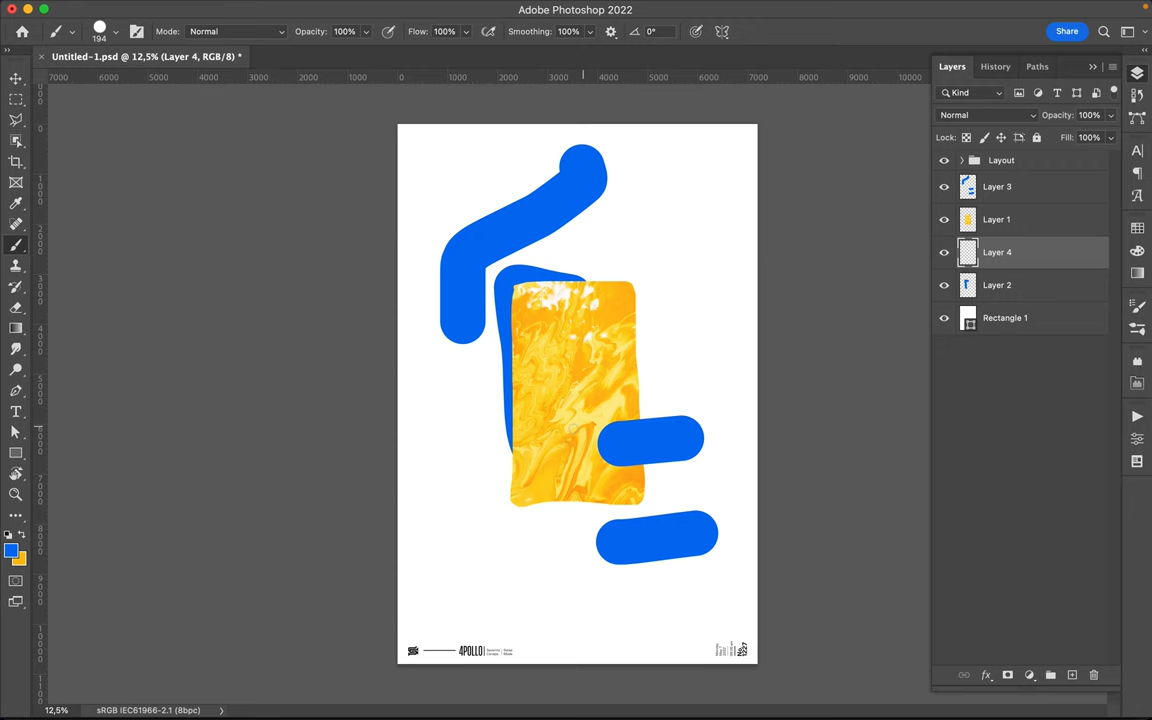 Adobe Photoshop 2022
194
Mode: Normal
Opacity: 100%
Flow: 100%
Smoothing: 100%
0°
Share
Untitled-1.psd @ 12,5% (Layer 4, RGB/8) *
7000 6000 5000 4000 3000 2000 1000 0 1000 2000 3000 4000 5000 6000 7000 8000 9000 10000
Layers History Paths
Kind
Normal Opacity: 100%
Lock: Fill: 100%
Layout
Layer 3
Layer 1
Layer 4
Layer 2
Rectangle 1
4POLLO
No.
1227
12,5% sRGB IEC61966-2.1 (8bpc)